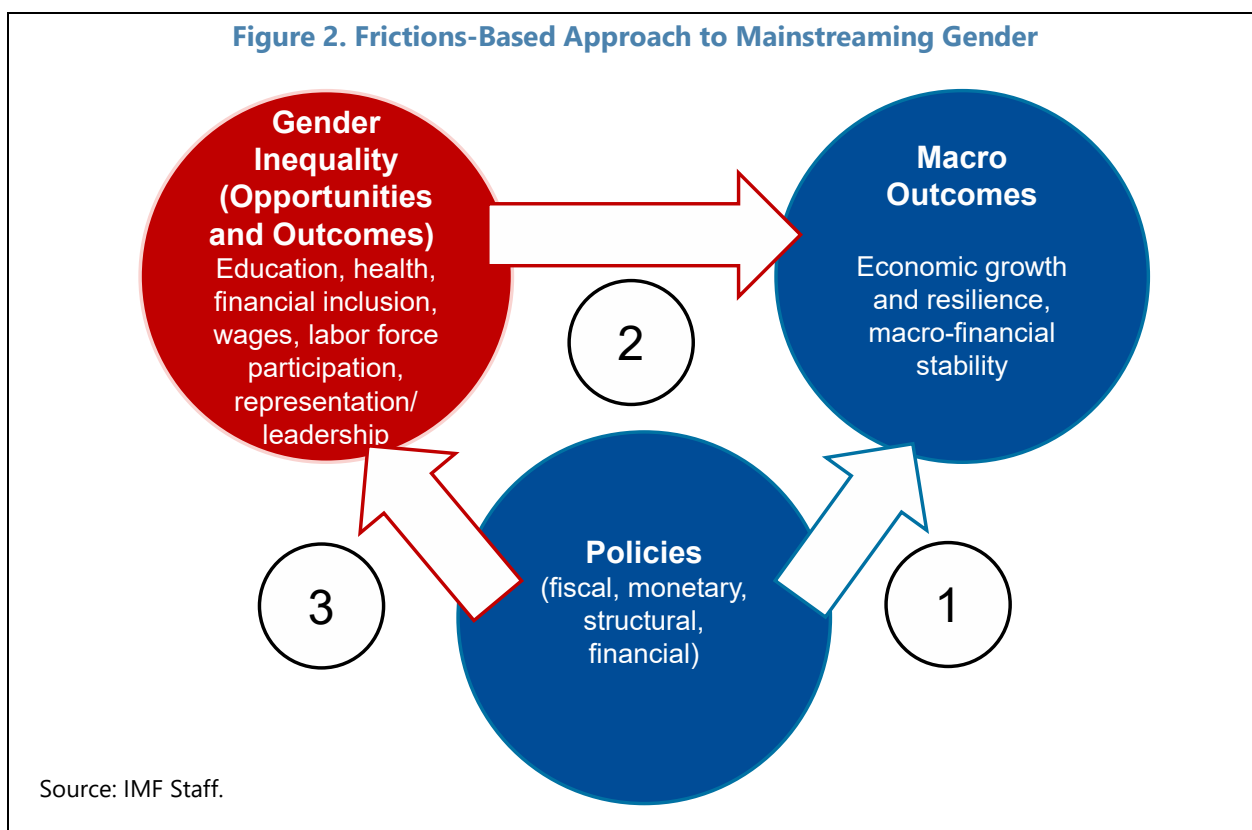 Figure 2. Frictions-Based Approach to Mainstreaming Gender
Gender
Inequality
(Opportunities
and Outcomes)
Education, health,
financial inclusion,
wages, labor force
participation,
representation/
leadership
Macro
Outcomes
Economic growth
and resilience,
macro-financial
stability
2
Policies
(fiscal, monetary,
structural,
financial)
3
1
Source: IMF Staff.